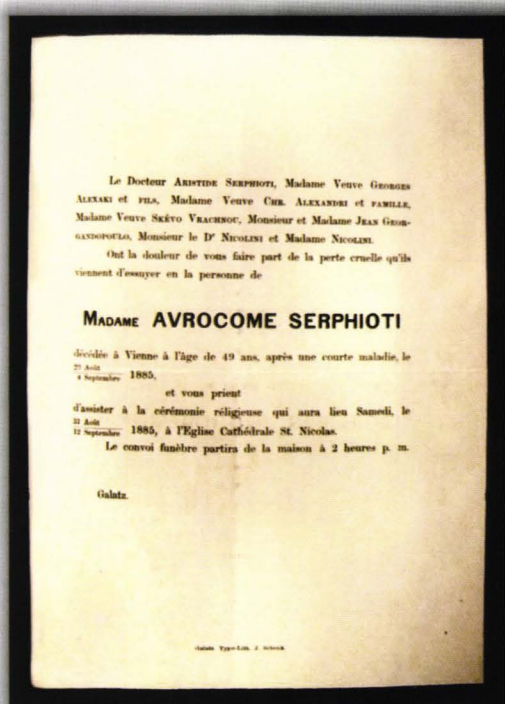 Le Docteur ARISTIDE SERPHIOTI, Madame Veuve GEORGES
ALEXAKI et FILS, Madame Veuve CHR. ALEXANDRI et FAMILLE,
Madame Veuve SKÉVO VRACHNOU, Monsieur et Madame JEAN GEOR-
GANDOPOULO, Monsieur le Dr NICOLINI et Madame NICOLINI.
Ont la douleur de vous faire part de la perte cruelle qu'ils
viennent d'essuyer en la personne de
MADAME AVROCOME SERPHIOTI
décédée à Vienne à l'âge de 49 ans, après une courte maladie, le
Août
4 Septembre 1885,
et vous prient
d'assister à la cérémonie réligieuse qui aura lieu Samedi, le
31 Août
12 Septembre 1885, à l'Eglise Cathédrale St. Nicolas.
Le convoi funèbre partira de la maison à 2 heures p. m.
Galatz.
Galatz Typo-Lith. J. Schenk